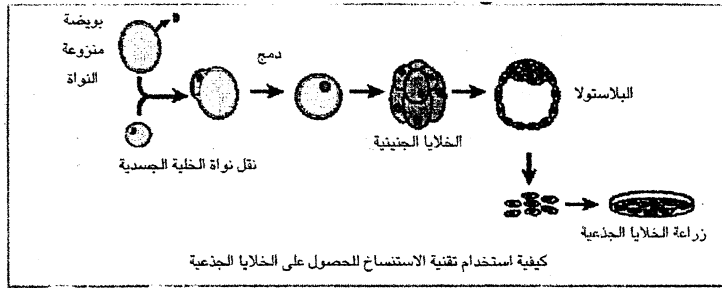 بويضة
منزوعة
النواة
دمج
البلاستولا
الخلايا الجنينية
نقل نواة الخلية الجسدية
زراعة الخلايا الجذعية
كيفية استخدام تقنية الاستنساخ للحصول على الخلايا الجذعية